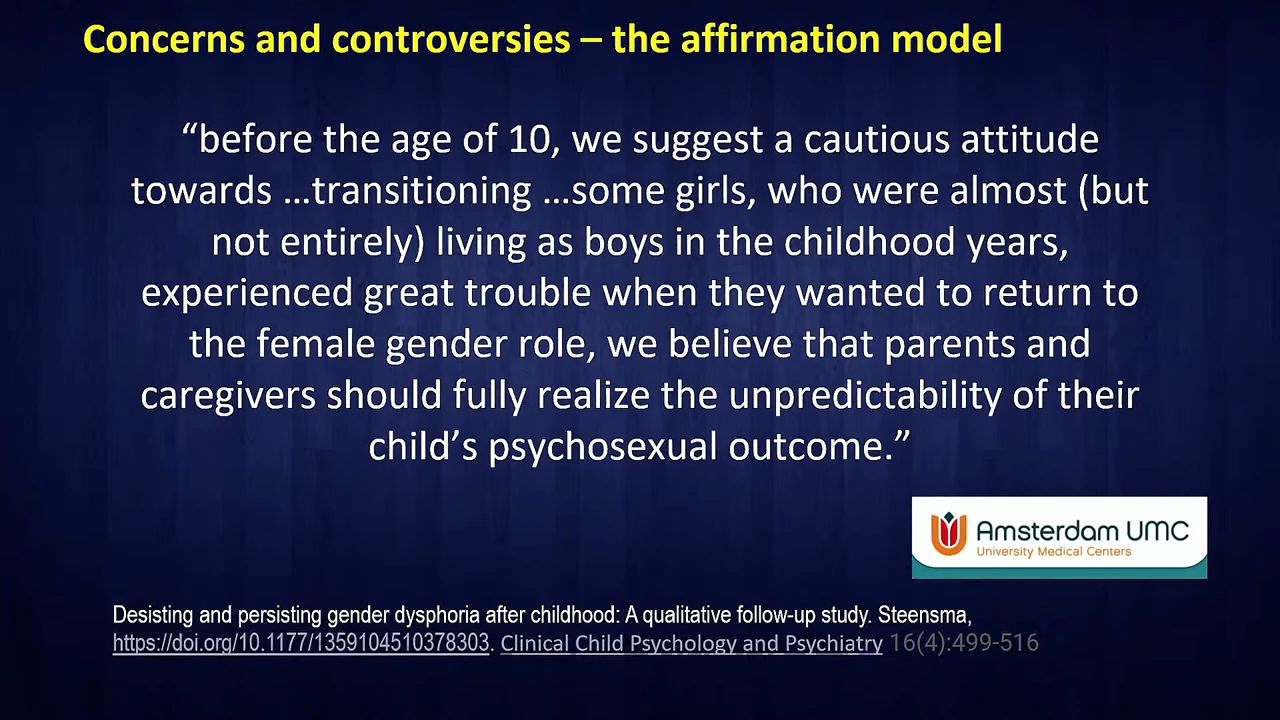 Concerns and controversies – the affirmation model
“before the age of 10, we suggest a cautious attitude
towards …transitioning …some girls, who were almost (but
not entirely) living as boys in the childhood years,
experienced great trouble when they wanted to return to
the female gender role, we believe that parents and
caregivers should fully realize the unpredictability of their
child’s psychosexual outcome.”
Amsterdam UMC
University Medical Centers
Desisting and persisting gender dysphoria after childhood: A qualitative follow-up study. Steensma,
https://doi.org/10.1177/1359104510378303. Clinical Child Psychology and Psychiatry 16(4):499-516